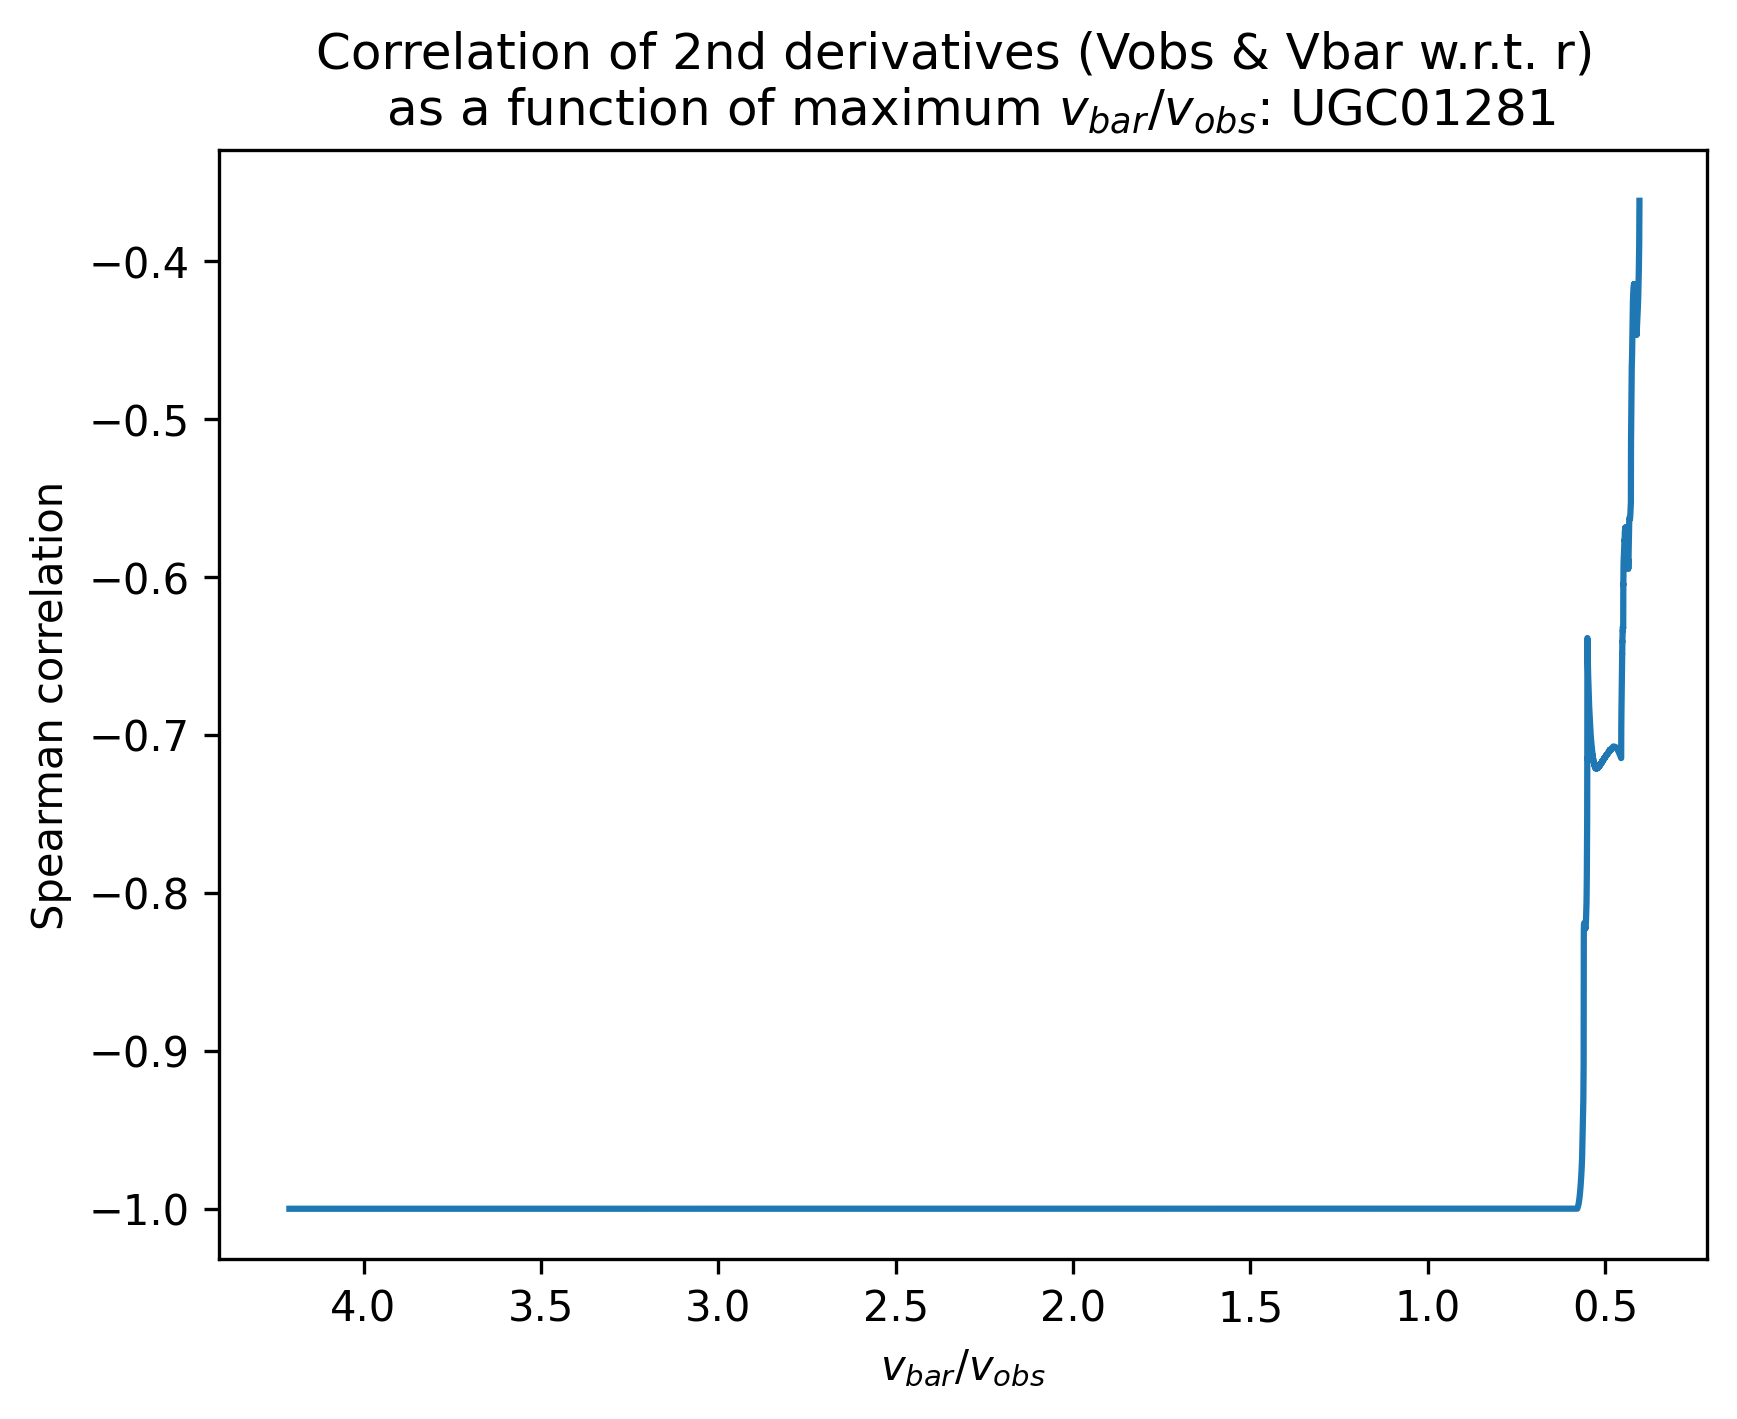 Correlation of 2nd derivatives (Vobs & Vbar w.r.t. r)
as a function of maximum v_bar/v_obs: UGC01281
−0.4
−0.5
−0.6
−0.7
−0.8
−0.9
−1.0
Spearman correlation
4.0 3.5 3.0 2.5 2.0 1.5 1.0 0.5
v_bar/v_obs